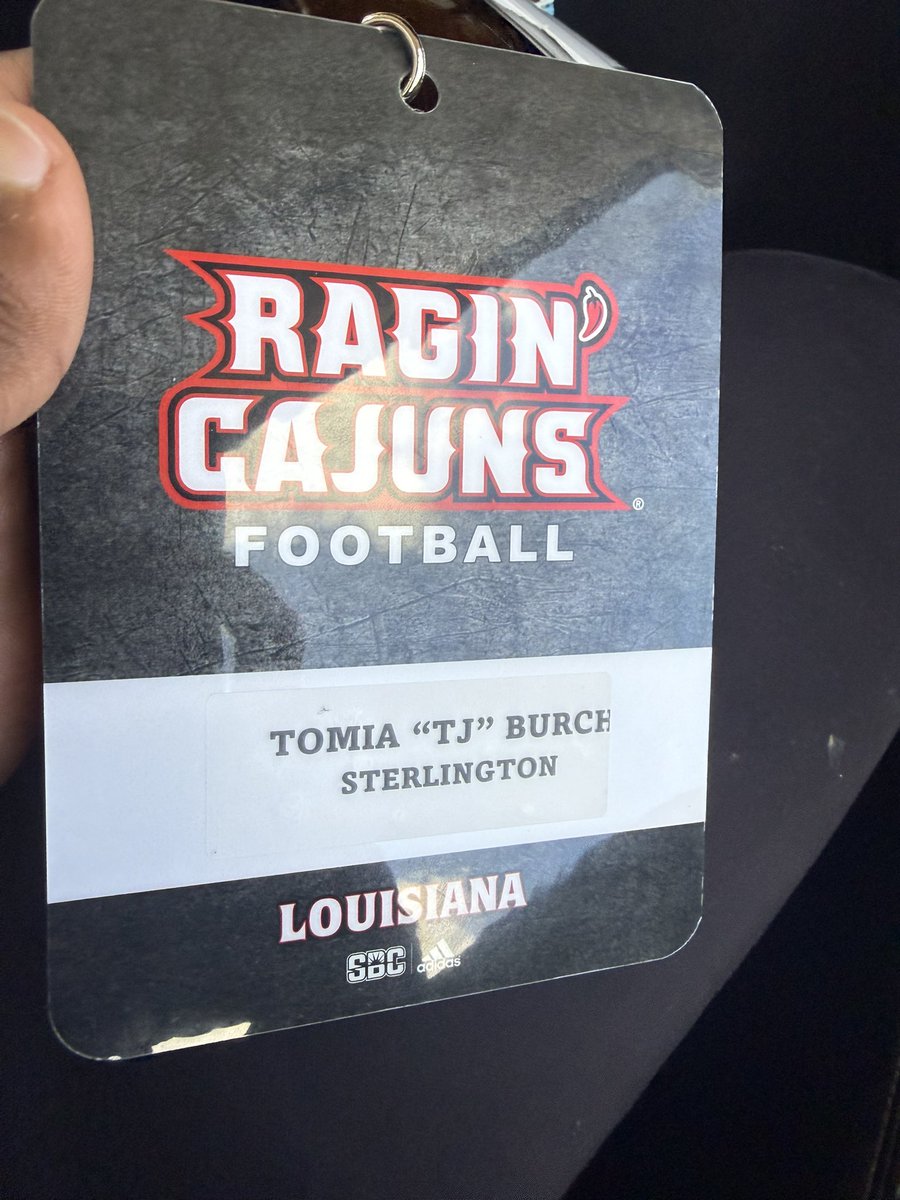 RAGIN'
CAJUNS
®
FOOTBALL
TOMIA “TJ” BURCH
STERLINGTON
LOUISIANA
SBC adidas